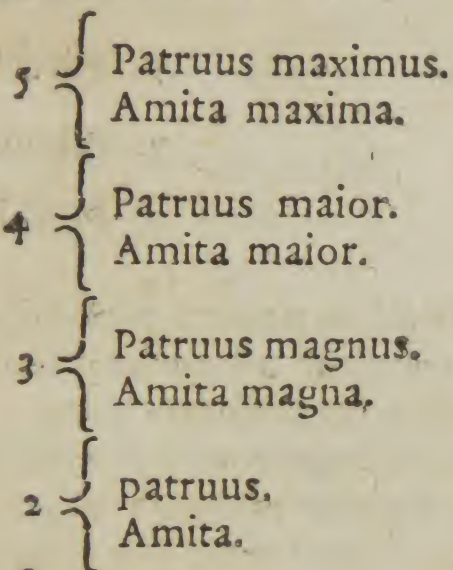 5 { Patruus maximus.
Amita maxima.
4 { Patruus maior.
Amita maior.
3 { Patruus magnus.
Amita magna,
2 { patruus,
Amita.